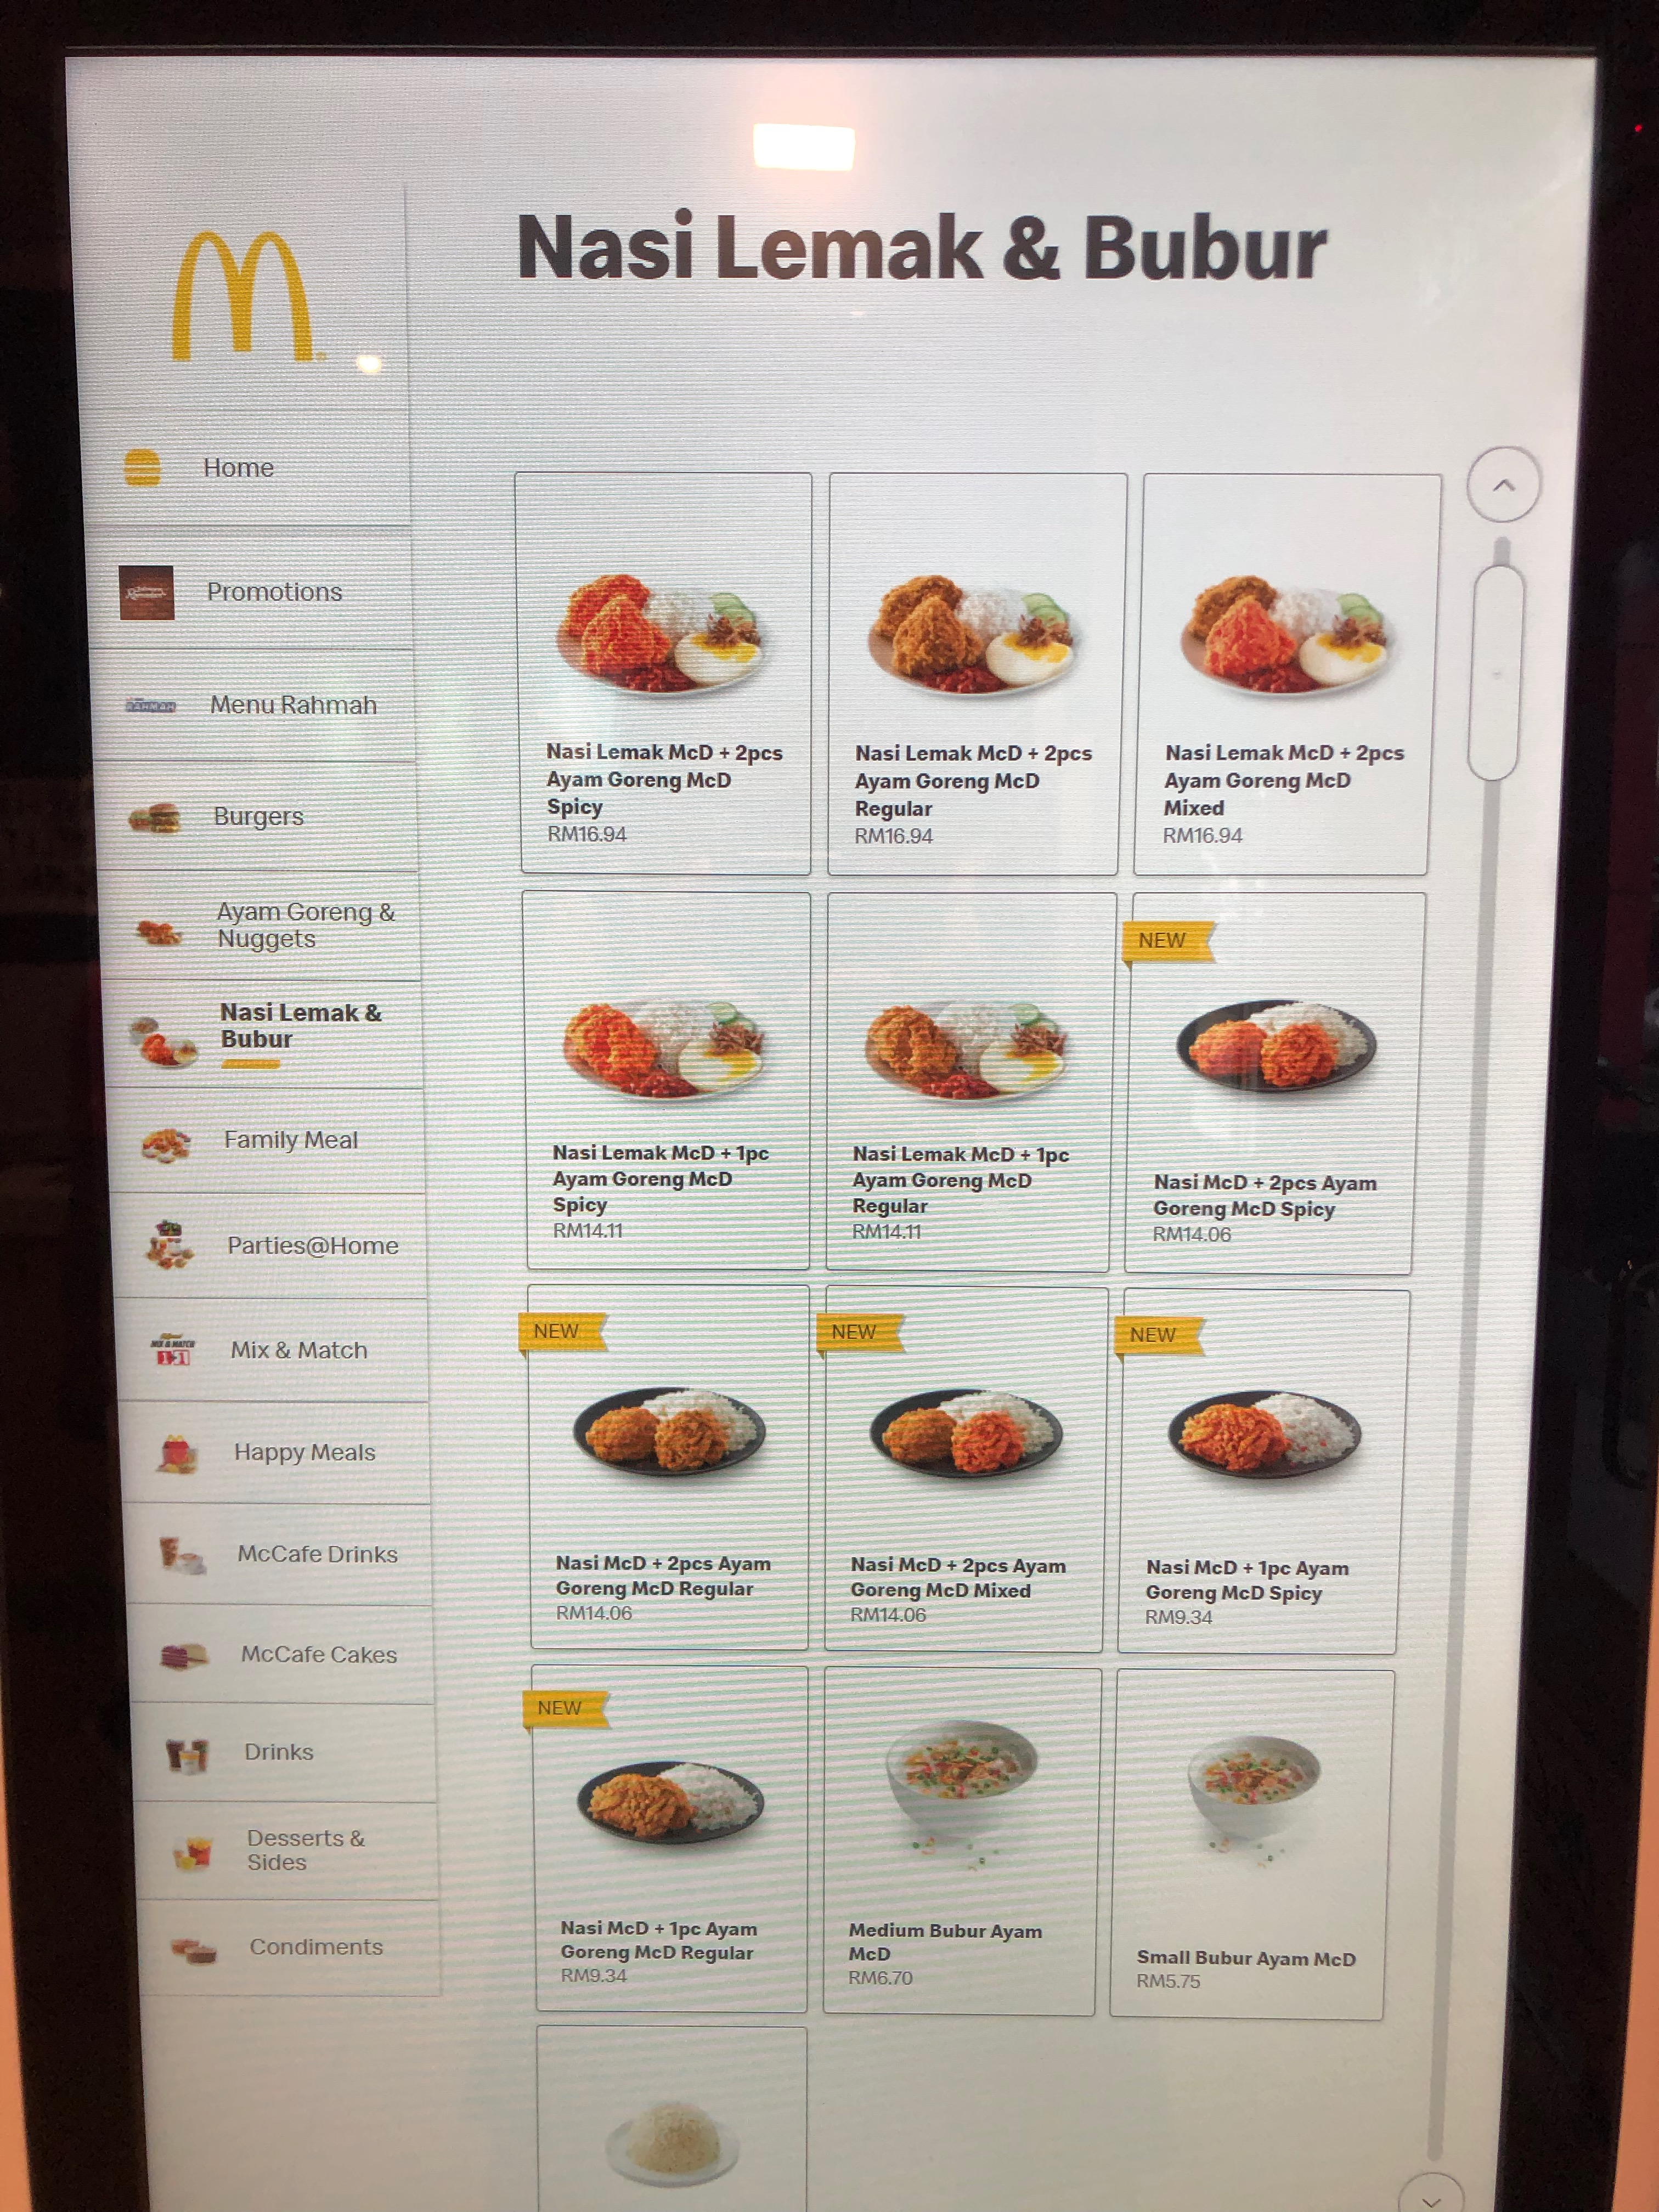 Nasi Lemak & Bubur
Home
Promotions
Menu Rahmah
Burgers
Ayam Goreng &
Nuggets
Nasi Lemak &
Bubur
Family Meal
Parties@Home
MIX & MATCH
1+1
Mix & Match
Happy Meals
McCafe Drinks
McCafe Cakes
Drinks
Desserts &
Sides
Condiments
Nasi Lemak McD + 2pcs
Ayam Goreng McD
Spicy
RM16.94
Nasi Lemak McD + 2pcs
Ayam Goreng McD
Regular
RM16.94
Nasi Lemak McD + 2pcs
Ayam Goreng McD
Mixed
RM16.94
Nasi Lemak McD + 1pc
Ayam Goreng McD
Spicy
RM14.11
Nasi Lemak McD + 1pc
Ayam Goreng McD
Regular
RM14.11
NEW
Nasi McD + 2pcs Ayam
Goreng McD Spicy
RM14.06
NEW
Nasi McD + 2pcs Ayam
Goreng McD Regular
RM14.06
NEW
Nasi McD + 2pcs Ayam
Goreng McD Mixed
RM14.06
NEW
Nasi McD + 1pc Ayam
Goreng McD Spicy
RM9.34
NEW
Nasi McD + 1pc Ayam
Goreng McD Regular
RM9.34
Medium Bubur Ayam
McD
RM6.70
Small Bubur Ayam McD
RM5.75